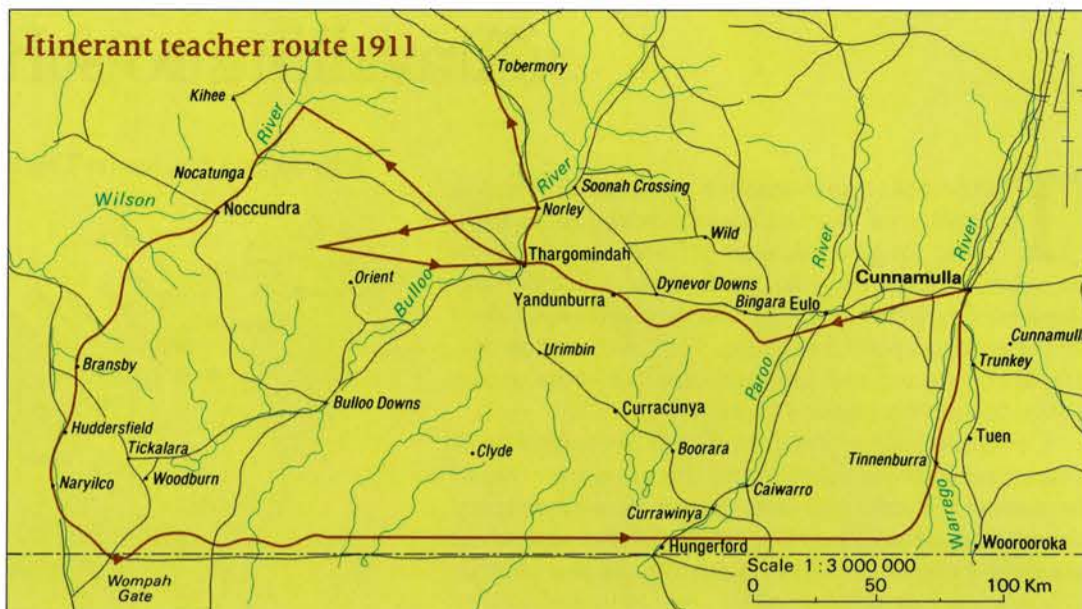 Itinerant teacher route 1911
Tobermory
Kihee
River
Nocatunga
Wilson
Noccundra
River
Soonah Crossing
Norley
Wild
River
River
Thargomindah
Cunnamulla
Orient
Bulloo
Yandunburra
Dynevor Downs
Bingara
Eulo
Urimbin
Cunnamulla
Bransby
Paroo
Trunkey
Bulloo Downs
Curracunya
Huddersfield
Tickalara
Clyde
Boorara
Tuen
Naryilco
Woodburn
Tinnenburra
Caiwarro
Currawinya
Warrego
Hungerford
Woorooroka
Wompah
Gate
Scale 1 : 3 000 000
0 50 100 Km